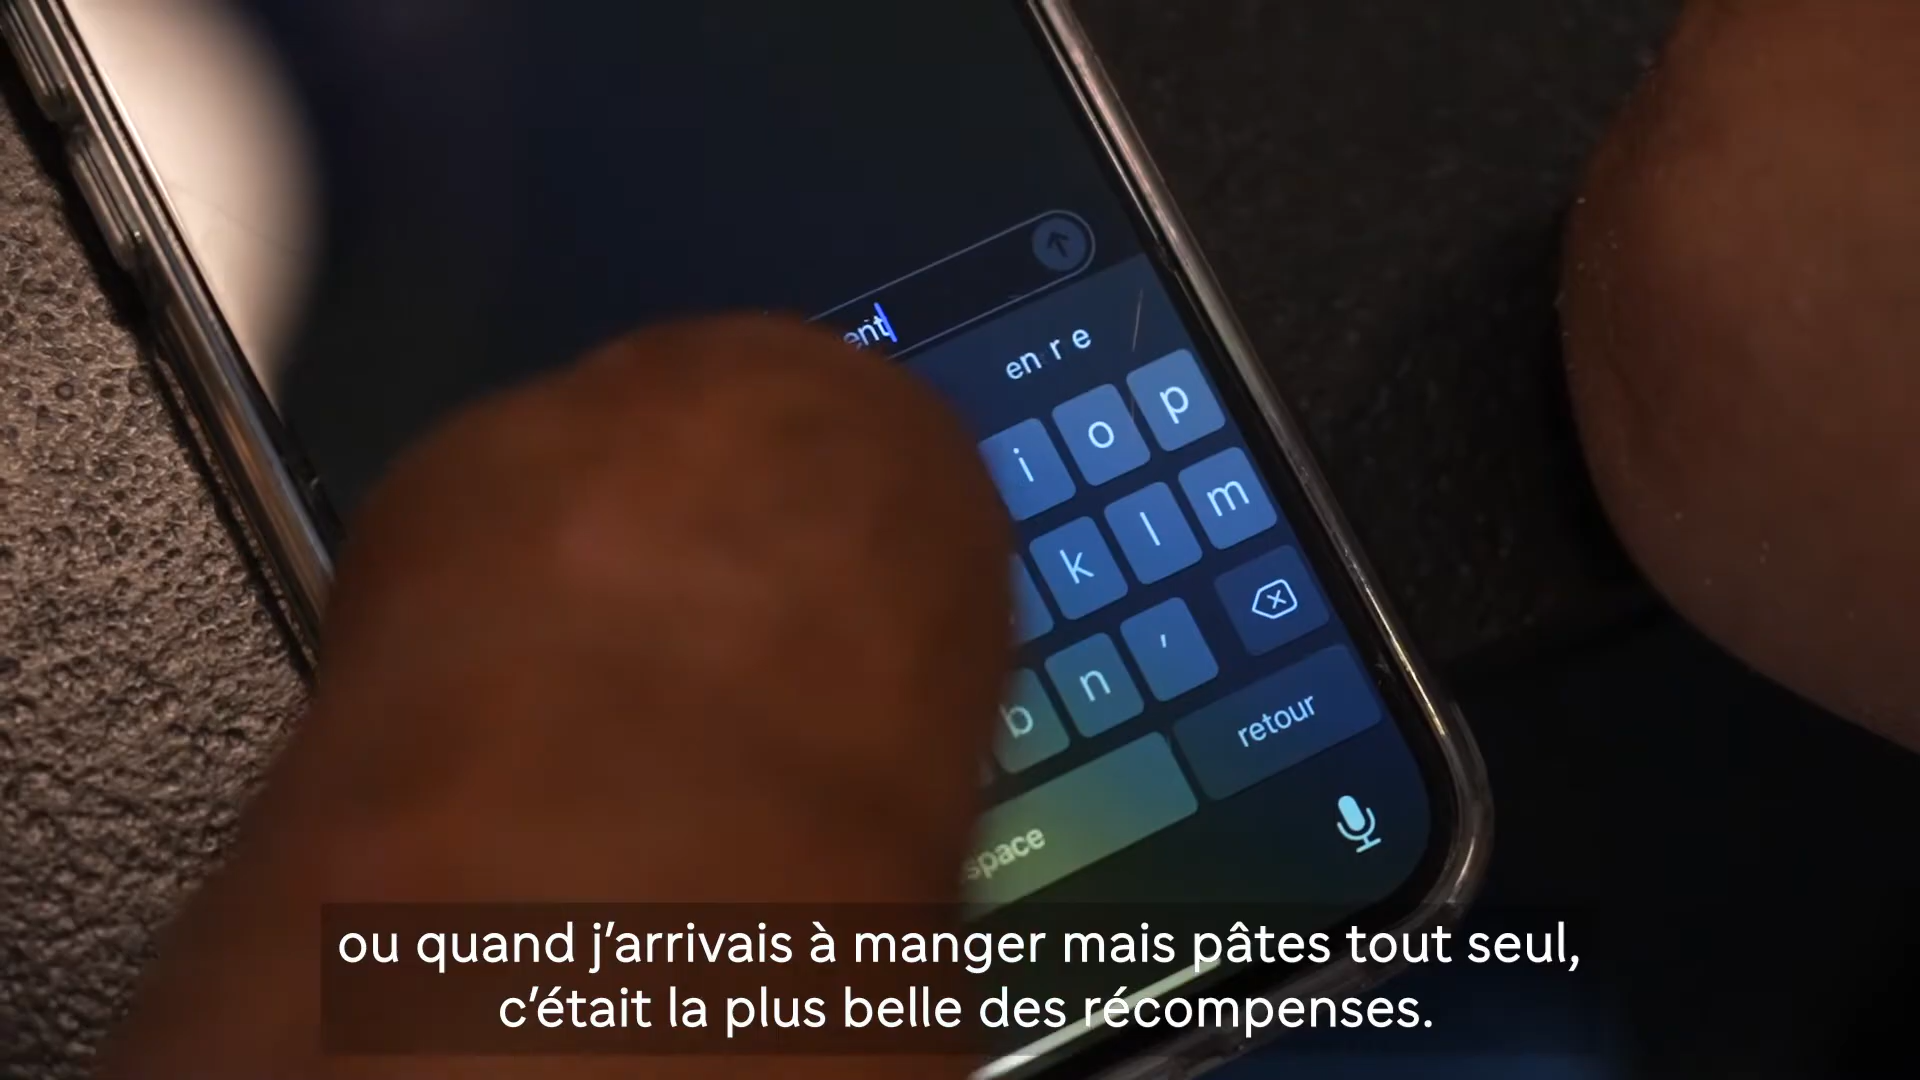 ent
en r e
i o p
k l m
b n ’
retour
space
ou quand j’arrivais à manger mais pâtes tout seul,
c’était la plus belle des récompenses.